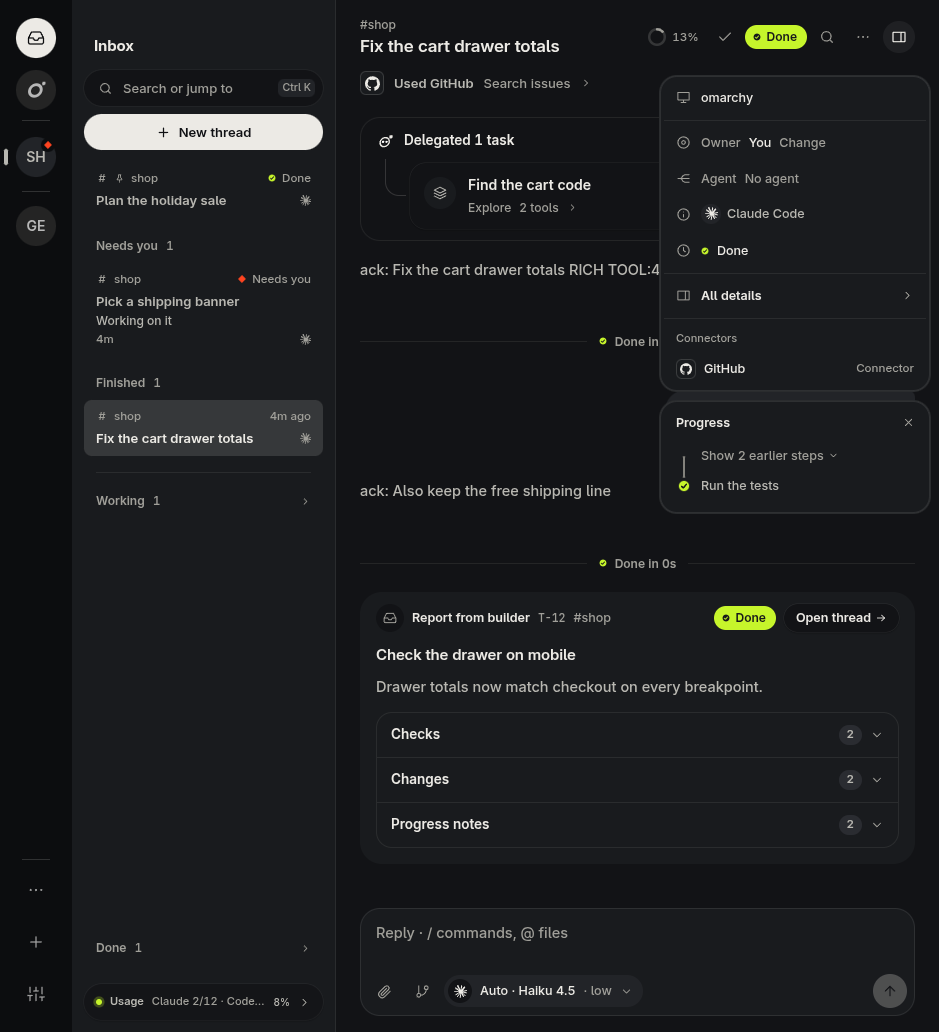 SH
GE
Inbox
Search or jump to Ctrl K
New thread
# shop Done
Plan the holiday sale
Needs you 1
# shop Needs you
Pick a shipping banner
Working on it
4m
Finished 1
# shop 4m ago
Fix the cart drawer totals
Working 1
Done 1
Usage Claude 2/12 · Code... 8%
#shop
Fix the cart drawer totals
13% Done
Used GitHub Search issues
Delegated 1 task
Find the cart code
Explore 2 tools
ack: Fix the cart drawer totals RICH TOOL:4
Done in
ack: Also keep the free shipping line
Done in 0s
Report from builder T-12 #shop Done Open thread →
Check the drawer on mobile
Drawer totals now match checkout on every breakpoint.
Checks 2
Changes 2
Progress notes 2
Reply · / commands, @ files
Auto · Haiku 4.5 · low
omarchy
Owner You Change
Agent No agent
Claude Code
Done
All details
Connectors
GitHub Connector
Progress
Show 2 earlier steps
Run the tests